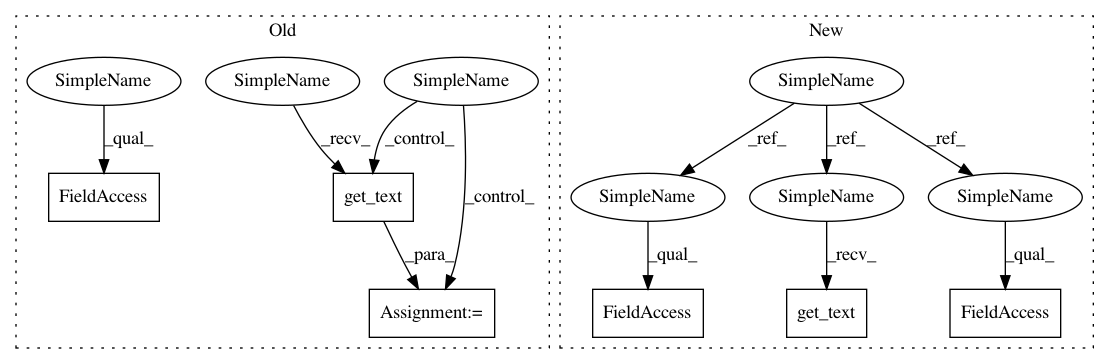 Old
New
SimpleName
SimpleName
SimpleName
SimpleName
_qual_
_recv_
_control_
_ref_
_ref_
_ref_
FieldAccess
get_text
_control_
SimpleName
SimpleName
SimpleName
_para_
_qual_
_recv_
_qual_
Assignment:=
FieldAccess
get_text
FieldAccess